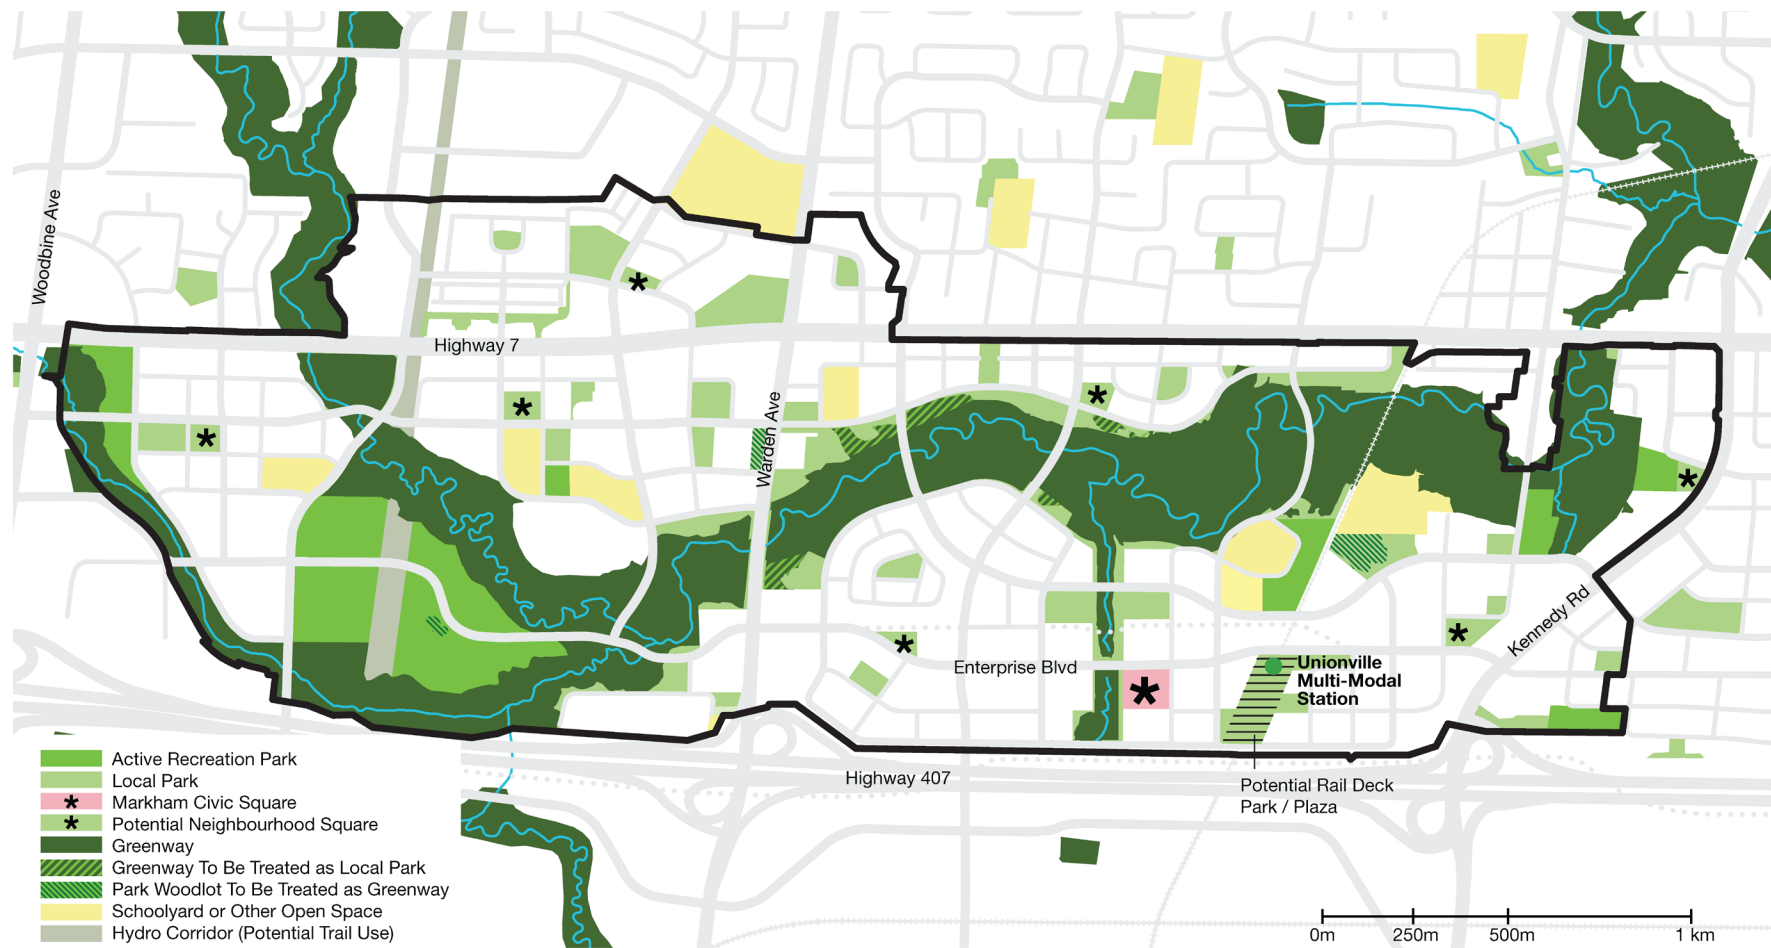 Woodbine Ave
Highway 7
Warden Ave
Enterprise Blvd
Kennedy Rd
Unionville
Multi-Modal
Station
Highway 407
Potential Rail Deck
Park / Plaza
Active Recreation Park
Local Park
Markham Civic Square
Potential Neighbourhood Square
Greenway
Greenway To Be Treated as Local Park
Park Woodlot To Be Treated as Greenway
Schoolyard or Other Open Space
Hydro Corridor (Potential Trail Use)
0m 250m 500m 1 km